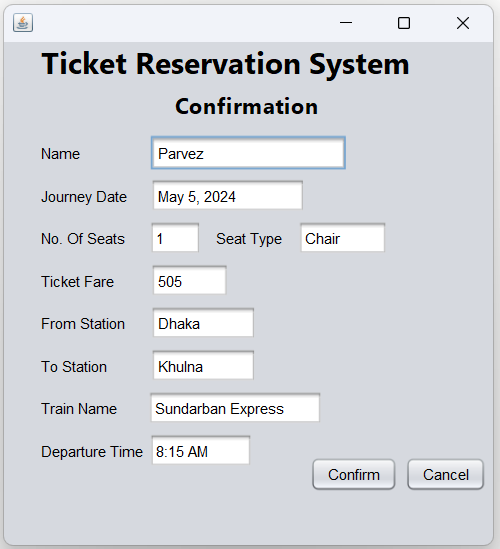 Ticket Reservation System
Confirmation
Name Parvez
Journey Date May 5, 2024
No. Of Seats 1 Seat Type Chair
Ticket Fare 505
From Station Dhaka
To Station Khulna
Train Name Sundarban Express
Departure Time 8:15 AM
Confirm Cancel